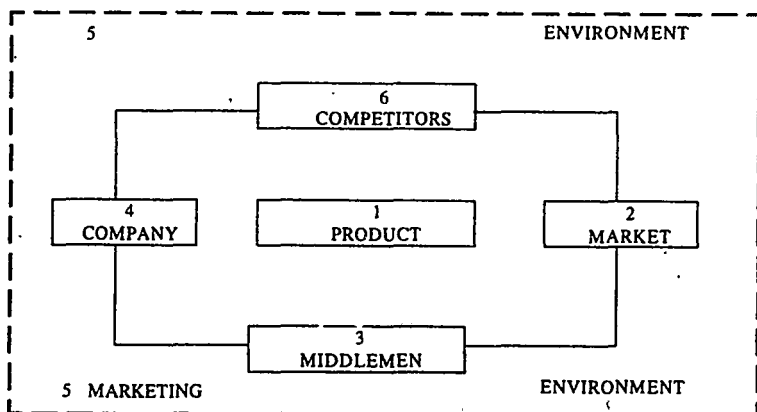 5 ENVIRONMENT
6
COMPETITORS
4 1 2
COMPANY PRODUCT MARKET
3
MIDDLEMEN
5 MARKETING ENVIRONMENT